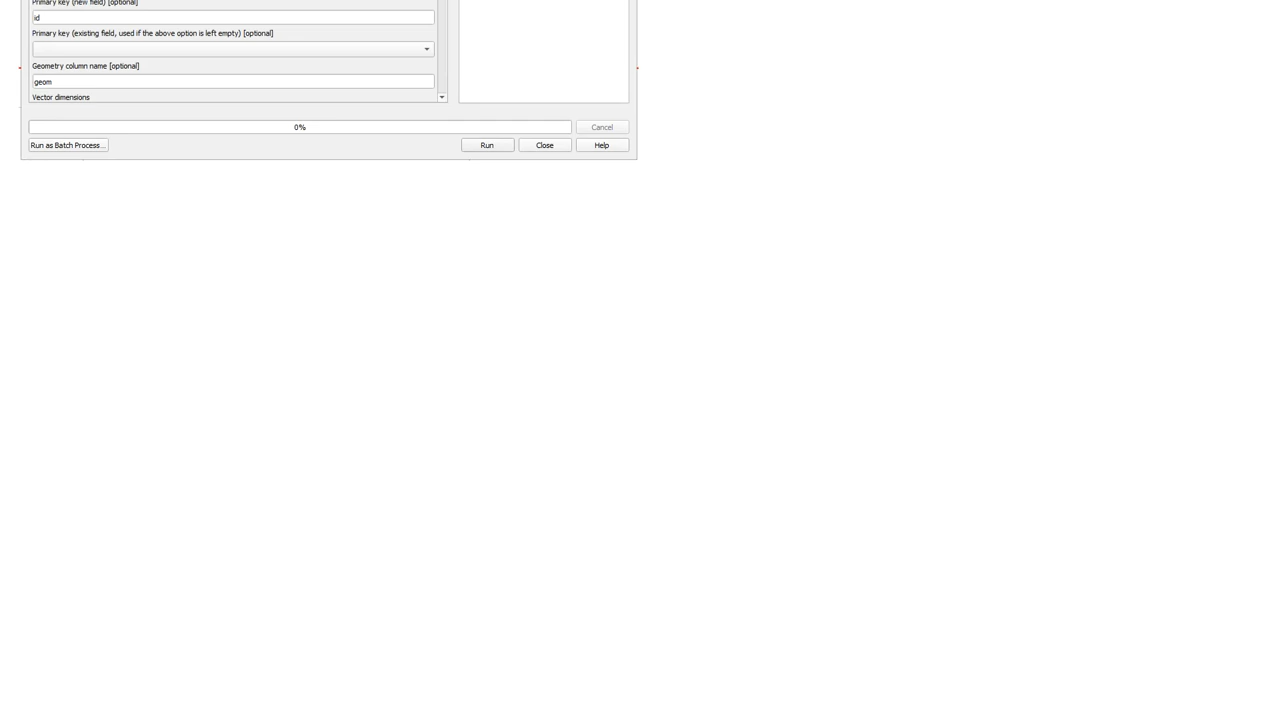 Primary key (new field) [optional]
id
Primary key (existing field, used if the above option is left empty) [optional]
Geometry column name [optional]
geom
Vector dimensions
0%
Cancel
Run as Batch Process...
Run
Close
Help